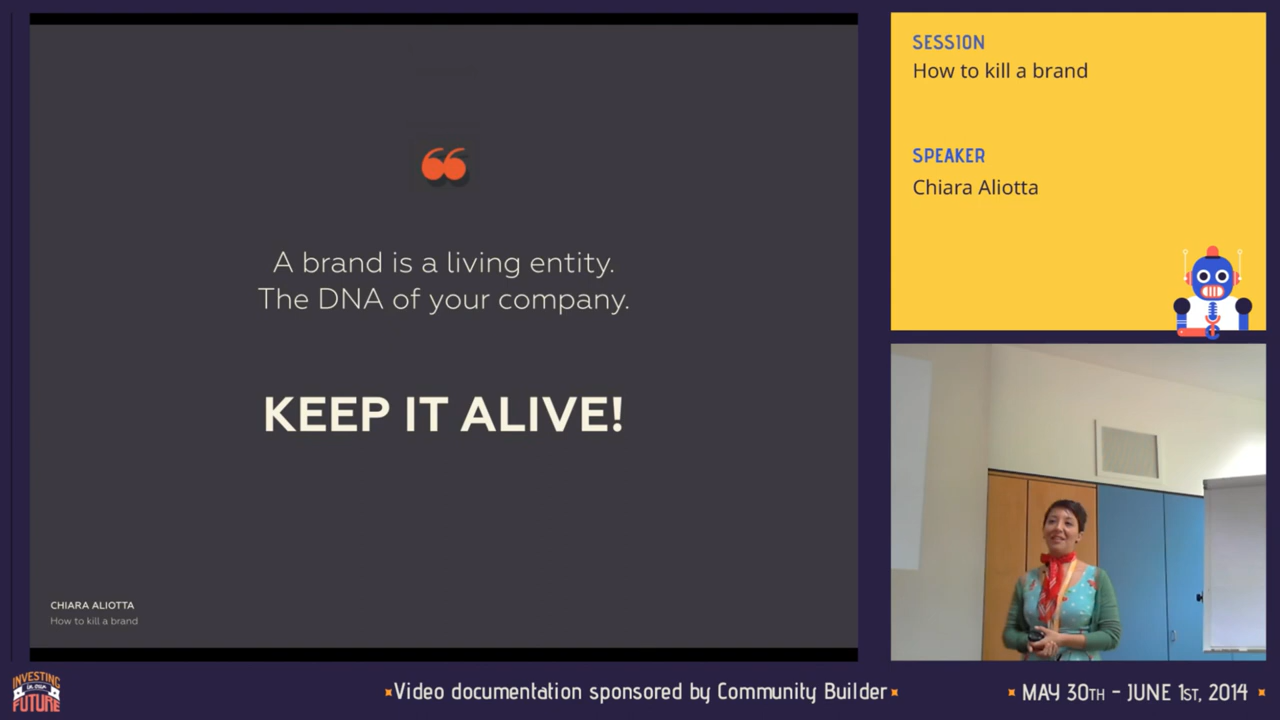 ❝
A brand is a living entity.
The DNA of your company.
KEEP IT ALIVE!
CHIARA ALIOTTA
How to kill a brand
SESSION
How to kill a brand
SPEAKER
Chiara Aliotta
INVESTING
IN OUR
FUTURE
Video documentation sponsored by Community Builder
MAY 30TH - JUNE 1ST, 2014